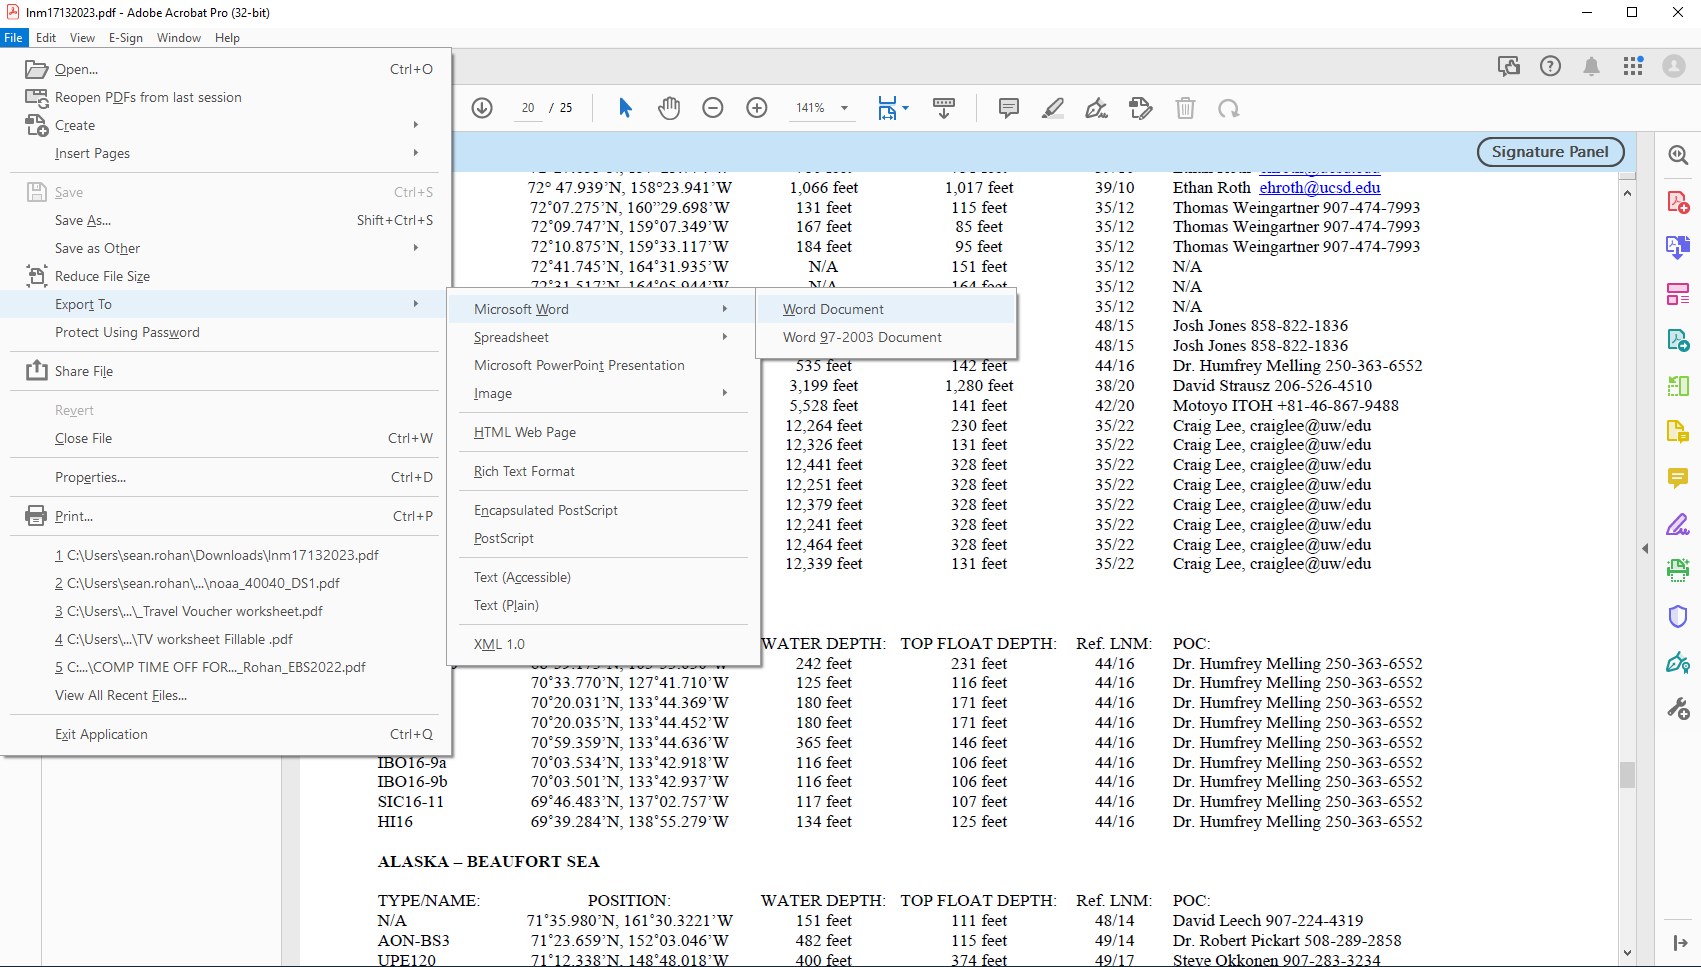 lnm17132023.pdf - Adobe Acrobat Pro (32-bit)
File Edit View E-Sign Window Help
Open... Ctrl+O
Reopen PDFs from last session
Create
Insert Pages
Save Ctrl+S
Save As... Shift+Ctrl+S
Save as Other
Reduce File Size
Export To
Protect Using Password
Share File
Revert
Close File Ctrl+W
Properties... Ctrl+D
Print... Ctrl+P
1 C:\Users\sean.rohan\Downloads\lnm17132023.pdf
2 C:\Users\sean.rohan\...\noaa_40040_DS1.pdf
3 C:\Users\...\_Travel Voucher worksheet.pdf
4 C:\Users\...\TV worksheet Fillable .pdf
5 C:...\COMP TIME OFF FOR..._Rohan_EBS2022.pdf
View All Recent Files...
Exit Application Ctrl+Q
Microsoft Word
Spreadsheet
Microsoft PowerPoint Presentation
Image
HTML Web Page
Rich Text Format
Encapsulated PostScript
PostScript
Text (Accessible)
Text (Plain)
XML 1.0
Word Document
Word 97-2003 Document
20 / 25 141%
Signature Panel
72° 47.939’N, 158°23.941’W 1,066 feet 1,017 feet 39/10 Ethan Roth ehroth@ucsd.edu
72°07.275’N, 160”29.698’W 131 feet 115 feet 35/12 Thomas Weingartner 907-474-7993
72°09.747’N, 159°07.349’W 167 feet 85 feet 35/12 Thomas Weingartner 907-474-7993
72°10.875’N, 159°33.117’W 184 feet 95 feet 35/12 Thomas Weingartner 907-474-7993
72°41.745’N, 164°31.935’W N/A 151 feet 35/12 N/A
72°31.517’N, 164°05.944’W N/A 164 feet 35/12 N/A
35/12 N/A
48/15 Josh Jones 858-822-1836
48/15 Josh Jones 858-822-1836
535 feet 142 feet 44/16 Dr. Humfrey Melling 250-363-6552
3,199 feet 1,280 feet 38/20 David Strausz 206-526-4510
5,528 feet 141 feet 42/20 Motoyo ITOH +81-46-867-9488
12,264 feet 230 feet 35/22 Craig Lee, craiglee@uw/edu
12,326 feet 131 feet 35/22 Craig Lee, craiglee@uw/edu
12,441 feet 328 feet 35/22 Craig Lee, craiglee@uw/edu
12,251 feet 328 feet 35/22 Craig Lee, craiglee@uw/edu
12,379 feet 328 feet 35/22 Craig Lee, craiglee@uw/edu
12,241 feet 328 feet 35/22 Craig Lee, craiglee@uw/edu
12,464 feet 328 feet 35/22 Craig Lee, craiglee@uw/edu
12,339 feet 131 feet 35/22 Craig Lee, craiglee@uw/edu
WATER DEPTH: TOP FLOAT DEPTH: Ref. LNM: POC:
242 feet 231 feet 44/16 Dr. Humfrey Melling 250-363-6552
70°33.770’N, 127°41.710’W 125 feet 116 feet 44/16 Dr. Humfrey Melling 250-363-6552
70°20.031’N, 133°44.369’W 180 feet 171 feet 44/16 Dr. Humfrey Melling 250-363-6552
70°20.035’N, 133°44.452’W 180 feet 171 feet 44/16 Dr. Humfrey Melling 250-363-6552
70°59.359’N, 133°44.636’W 365 feet 146 feet 44/16 Dr. Humfrey Melling 250-363-6552
IBO16-9a 70°03.534’N, 133°42.918’W 116 feet 106 feet 44/16 Dr. Humfrey Melling 250-363-6552
IBO16-9b 70°03.501’N, 133°42.937’W 116 feet 106 feet 44/16 Dr. Humfrey Melling 250-363-6552
SIC16-11 69°46.483’N, 137°02.757’W 117 feet 107 feet 44/16 Dr. Humfrey Melling 250-363-6552
HI16 69°39.284’N, 138°55.279’W 134 feet 125 feet 44/16 Dr. Humfrey Melling 250-363-6552
ALASKA – BEAUFORT SEA
TYPE/NAME: POSITION: WATER DEPTH: TOP FLOAT DEPTH: Ref. LNM: POC:
N/A 71°35.980’N, 161°30.3221’W 151 feet 111 feet 48/14 David Leech 907-224-4319
AON-BS3 71°23.659’N, 152°03.046’W 482 feet 115 feet 49/14 Dr. Robert Pickart 508-289-2858
UPE120 71°12.338’N, 148°48.018’W 400 feet 374 feet 49/17 Steve Okkonen 907-283-3234